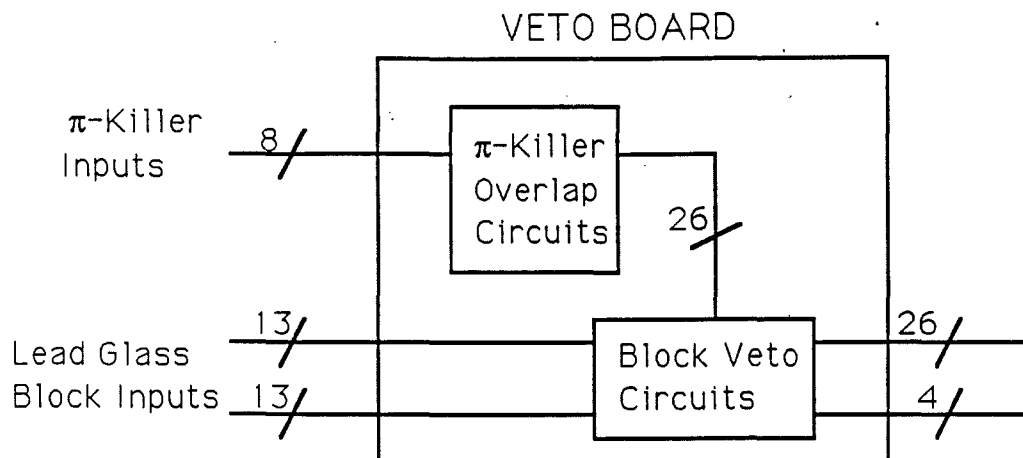 VETO BOARD
π-Killer
Inputs
8
π-Killer
Overlap
Circuits
26
Lead Glass
Block Inputs
13
13
Block Veto
Circuits
26
4